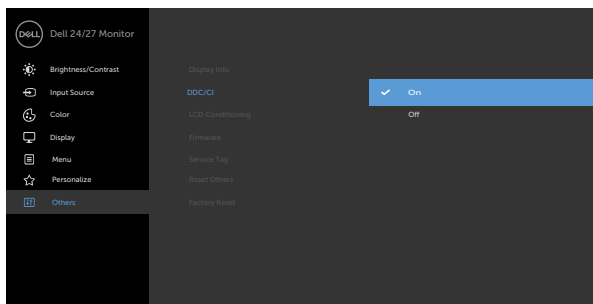 DELL Dell 24/27 Monitor
Brightness/Contrast
Input Source
Color
Display
Menu
Personalize
Others
Display Info
DDC/CI
LCD Conditioning
Firmware
Service Tag
Reset Others
Factory Reset
On
Off